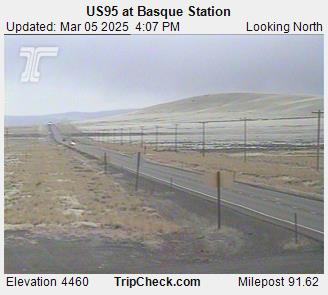 US95 at Basque Station
Updated: Mar 05 2025 4:07 PM Looking North
Elevation 4460 TripCheck.com Milepost 91.62